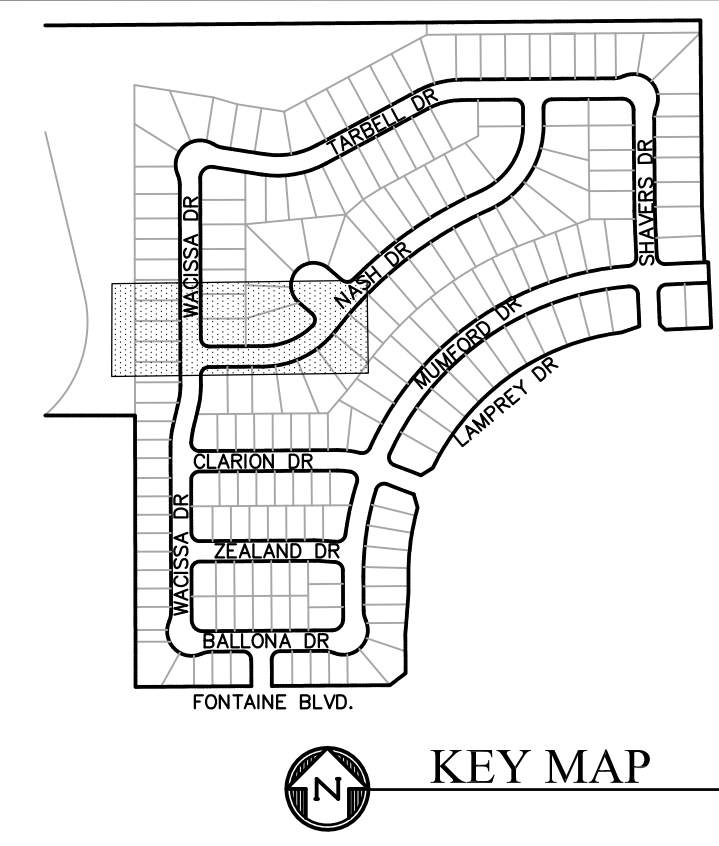 TARBELL DR
SHAVERS DR
WACISSA DR
NASH DR
MUMFORD DR
LAMPREY DR
CLARION DR
WACISSA DR
ZEALAND DR
BALLONA DR
FONTAINE BLVD.
N
KEY MAP